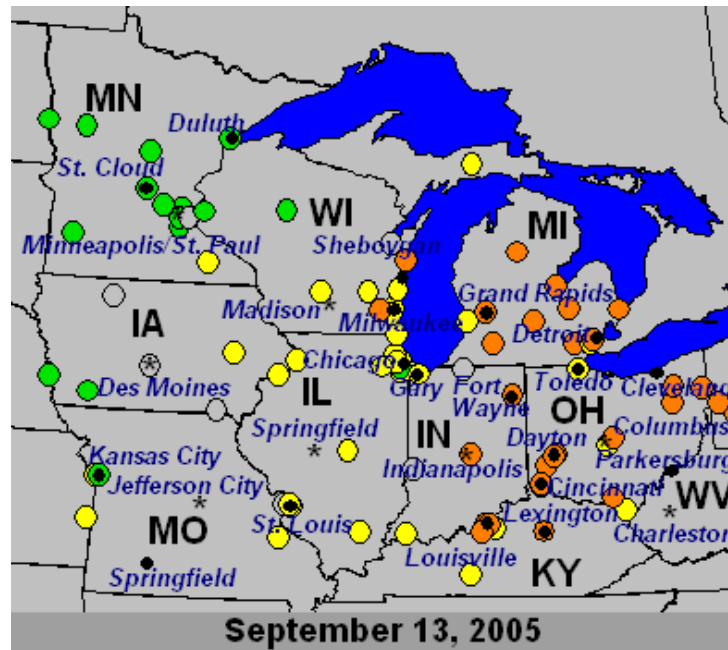 MN
Duluth
St. Cloud
WI
MI
Minneapolis/St. Paul
Sheboygan
Grand Rapids
Madison
Milwaukee
Detroit
IA
Chicago
Des Moines
Gary
Fort
Wayne
Toledo
Cleveland
IL
OH
Columbus
Springfield
IN
Dayton
Parkersburg
Kansas City
Indianapolis
Cincinnati
WV
Jefferson City
Lexington
MO
St. Louis
Charleston
Louisville
KY
Springfield
September 13, 2005